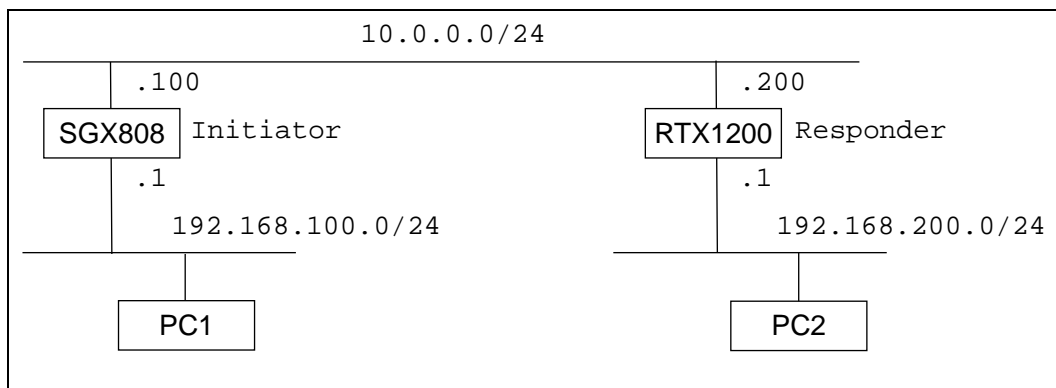 10.0.0.0/24
.100 .200
SGX808 Initiator RTX1200 Responder
.1 .1
192.168.100.0/24 192.168.200.0/24
PC1 PC2